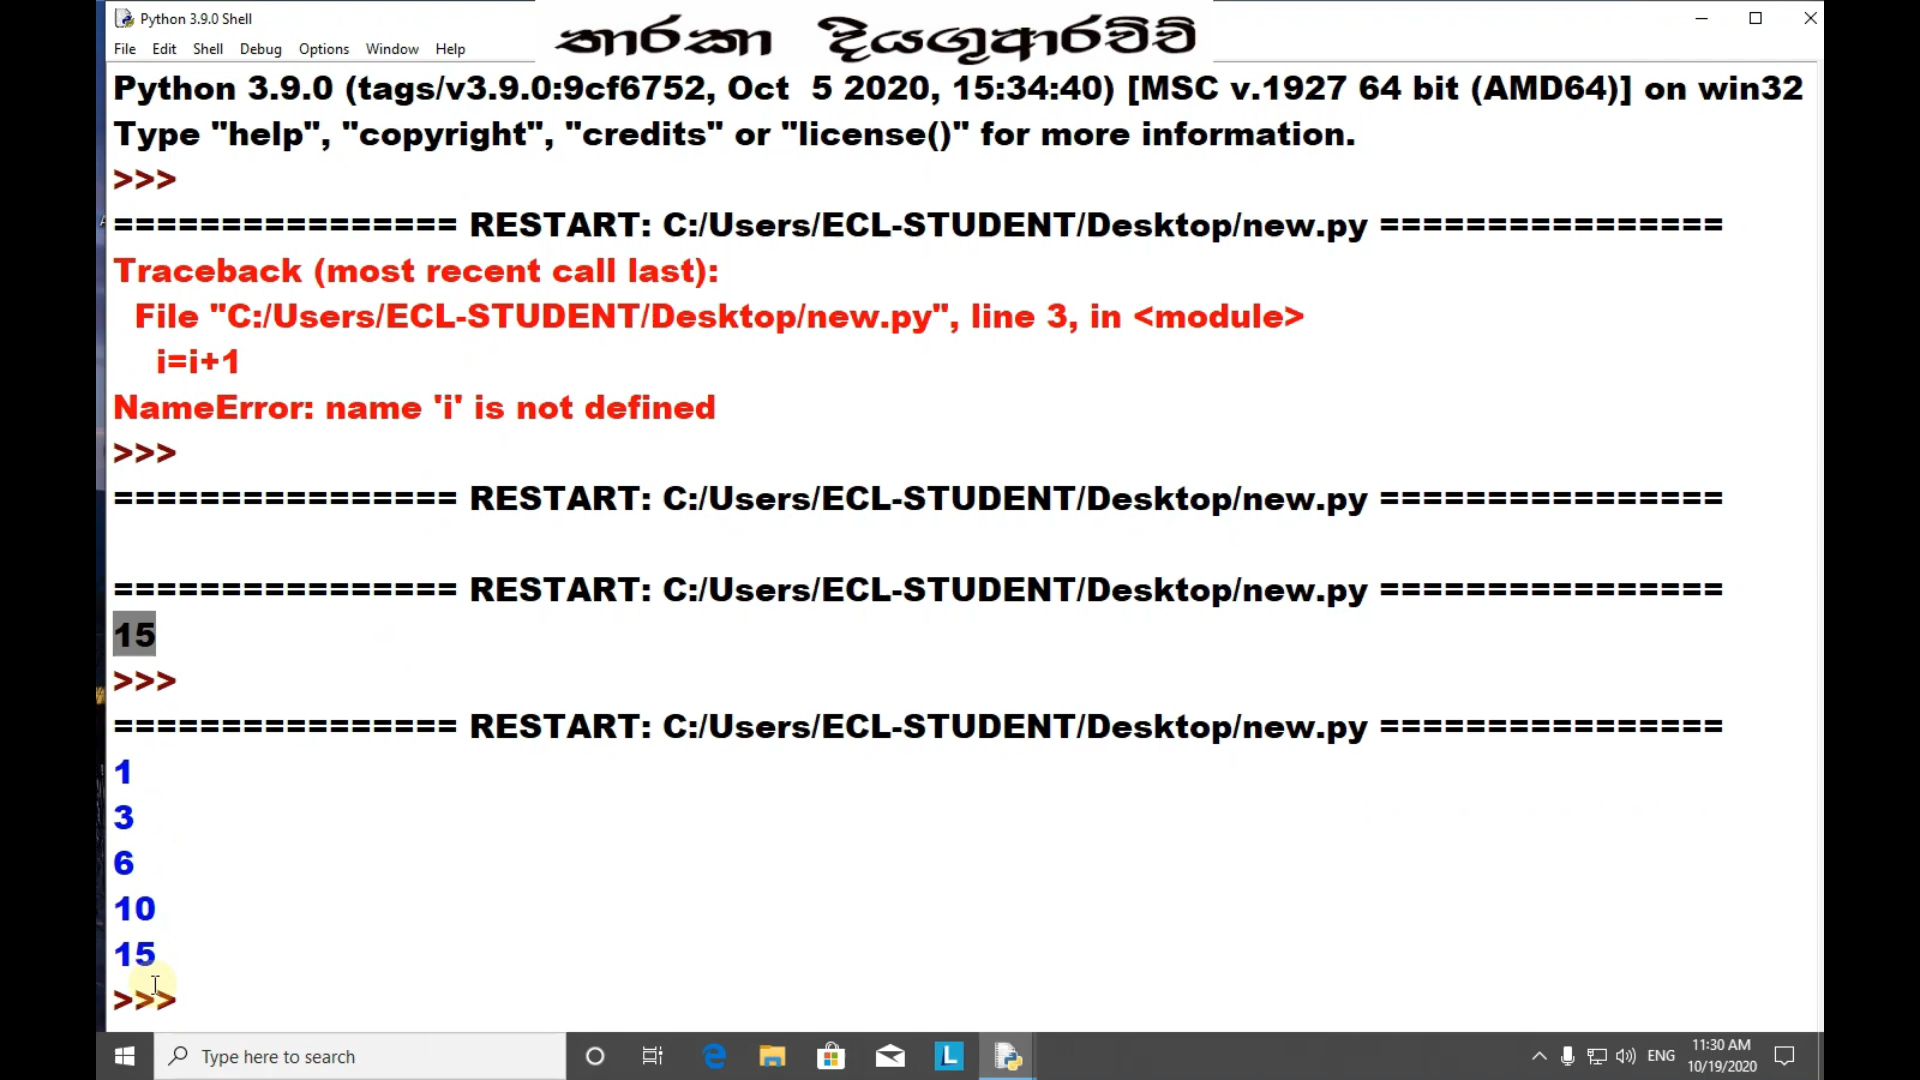 Python 3.9.0 Shell
තාරකා දියගුආරච්චි
File Edit Shell Debug Options Window Help
Python 3.9.0 (tags/v3.9.0:9cf6752, Oct  5 2020, 15:34:40) [MSC v.1927 64 bit (AMD64)] on win32
Type "help", "copyright", "credits" or "license()" for more information.
>>>
================ RESTART: C:/Users/ECL-STUDENT/Desktop/new.py ================
Traceback (most recent call last):
  File "C:/Users/ECL-STUDENT/Desktop/new.py", line 3, in <module>
    i=i+1
NameError: name 'i' is not defined
>>>
================ RESTART: C:/Users/ECL-STUDENT/Desktop/new.py ================
================ RESTART: C:/Users/ECL-STUDENT/Desktop/new.py ================
15
>>>
================ RESTART: C:/Users/ECL-STUDENT/Desktop/new.py ================
1
3
6
10
15
>>>
Type here to search
ENG
11:30 AM
10/19/2020